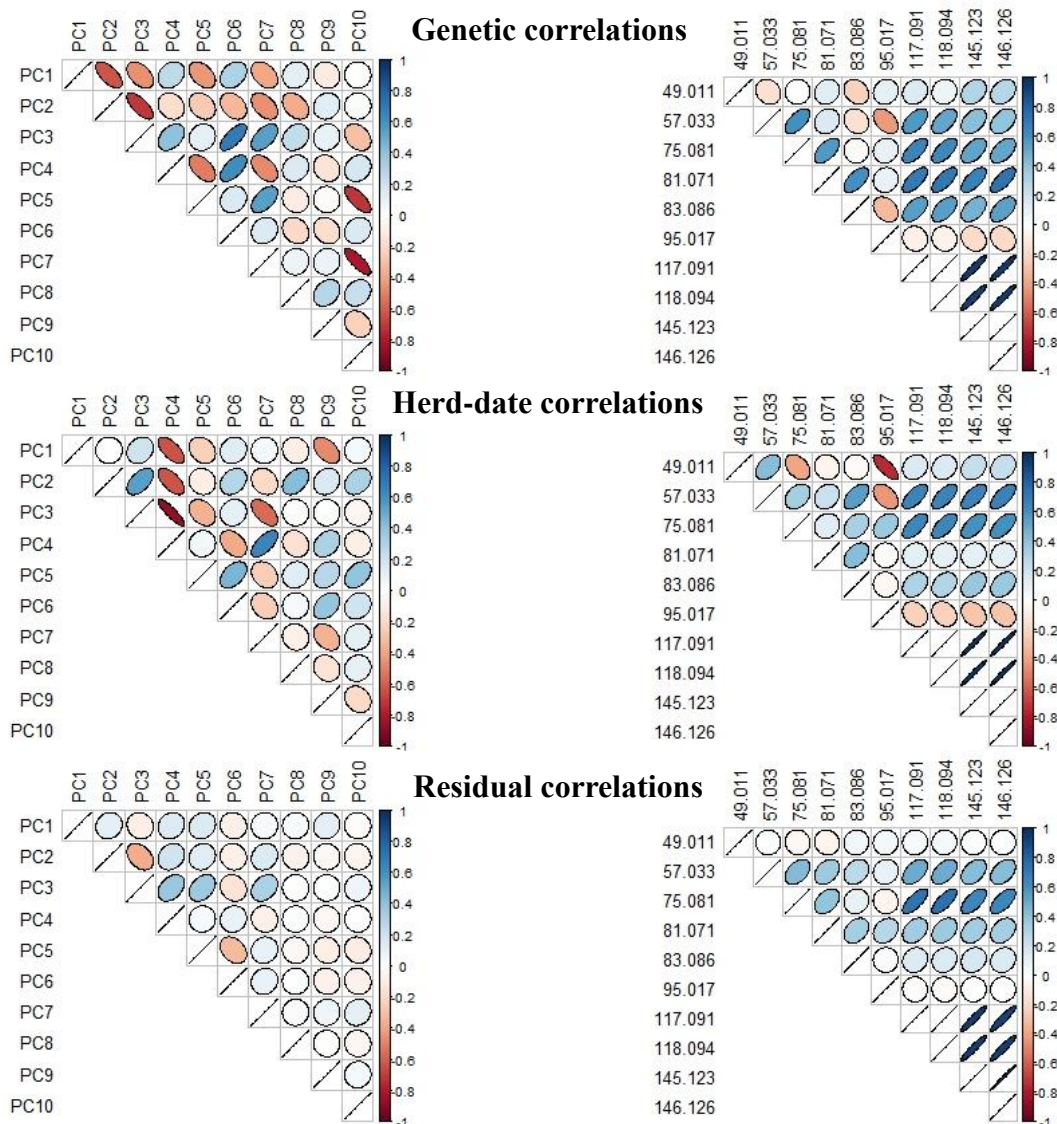 Genetic correlations
PC1 PC2 PC3 PC4 PC5 PC6 PC7 PC8 PC9 PC10
PC1
PC2
PC3
PC4
PC5
PC6
PC7
PC8
PC9
PC10
1
0.8
0.6
0.4
0.2
0
-0.2
-0.4
-0.6
-0.8
-1
49.011 57.033 75.081 81.071 83.086 95.017 117.091 118.094 145.123 146.126
49.011
57.033
75.081
81.071
83.086
95.017
117.091
118.094
145.123
146.126
1
0.8
0.6
0.4
0.2
0
-0.2
-0.4
-0.6
-0.8
-1
Herd-date correlations
PC1 PC2 PC3 PC4 PC5 PC6 PC7 PC8 PC9 PC10
PC1
PC2
PC3
PC4
PC5
PC6
PC7
PC8
PC9
PC10
1
0.8
0.6
0.4
0.2
0
-0.2
-0.4
-0.6
-0.8
-1
49.011 57.033 75.081 81.071 83.086 95.017 117.091 118.094 145.123 146.126
49.011
57.033
75.081
81.071
83.086
95.017
117.091
118.094
145.123
146.126
1
0.8
0.6
0.4
0.2
0
-0.2
-0.4
-0.6
-0.8
-1
Residual correlations
PC1 PC2 PC3 PC4 PC5 PC6 PC7 PC8 PC9 PC10
PC1
PC2
PC3
PC4
PC5
PC6
PC7
PC8
PC9
PC10
1
0.8
0.6
0.4
0.2
0
-0.2
-0.4
-0.6
-0.8
-1
49.011 57.033 75.081 81.071 83.086 95.017 117.091 118.094 145.123 146.126
49.011
57.033
75.081
81.071
83.086
95.017
117.091
118.094
145.123
146.126
1
0.8
0.6
0.4
0.2
0
-0.2
-0.4
-0.6
-0.8
-1